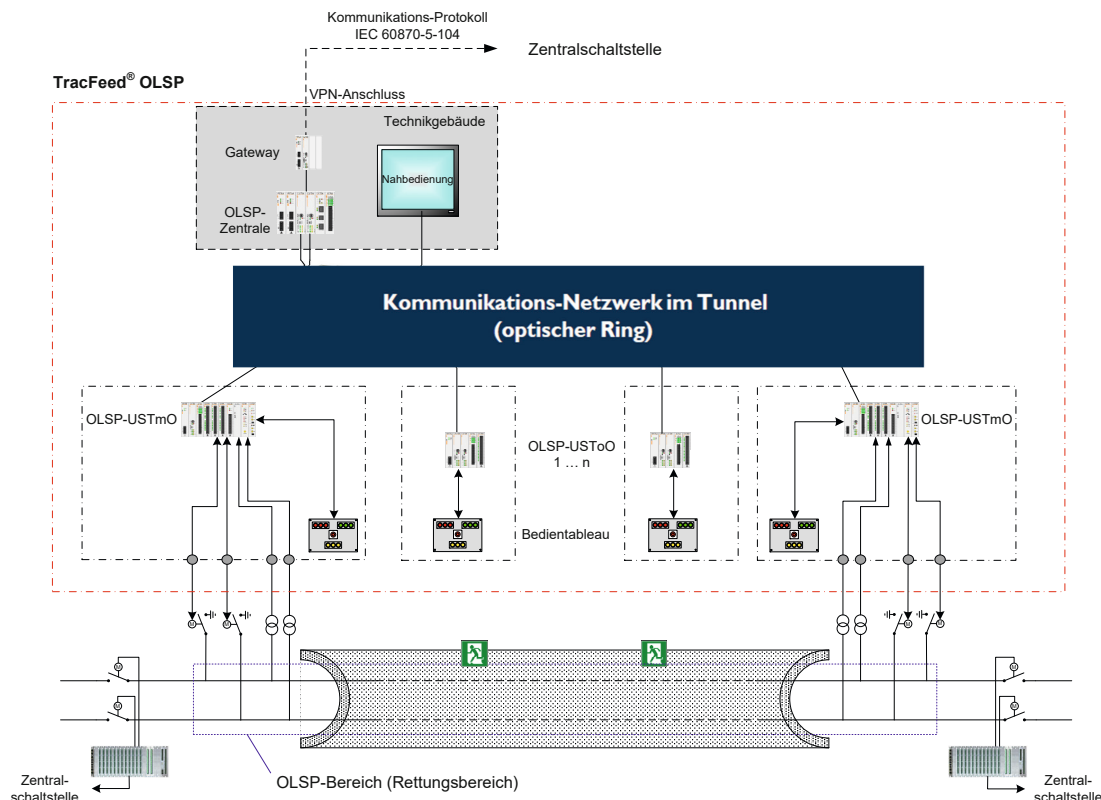 Kommunikations-Protokoll
IEC 60870-5-104
Zentralschaltstelle
TracFeed® OLSP
VPN-Anschluss
Technikgebäude
Gateway
Nahbedienung
OLSP-
Zentrale
Kommunikations-Netzwerk im Tunnel
(optischer Ring)
OLSP-USTmO
OLSP-USToO
1 ... n
OLSP-USTmO
Bedientableau
M
M
M
M
M
M
M
M
OLSP-Bereich (Rettungsbereich)
Zentral-
schaltstelle
Zentral-
schaltstelle